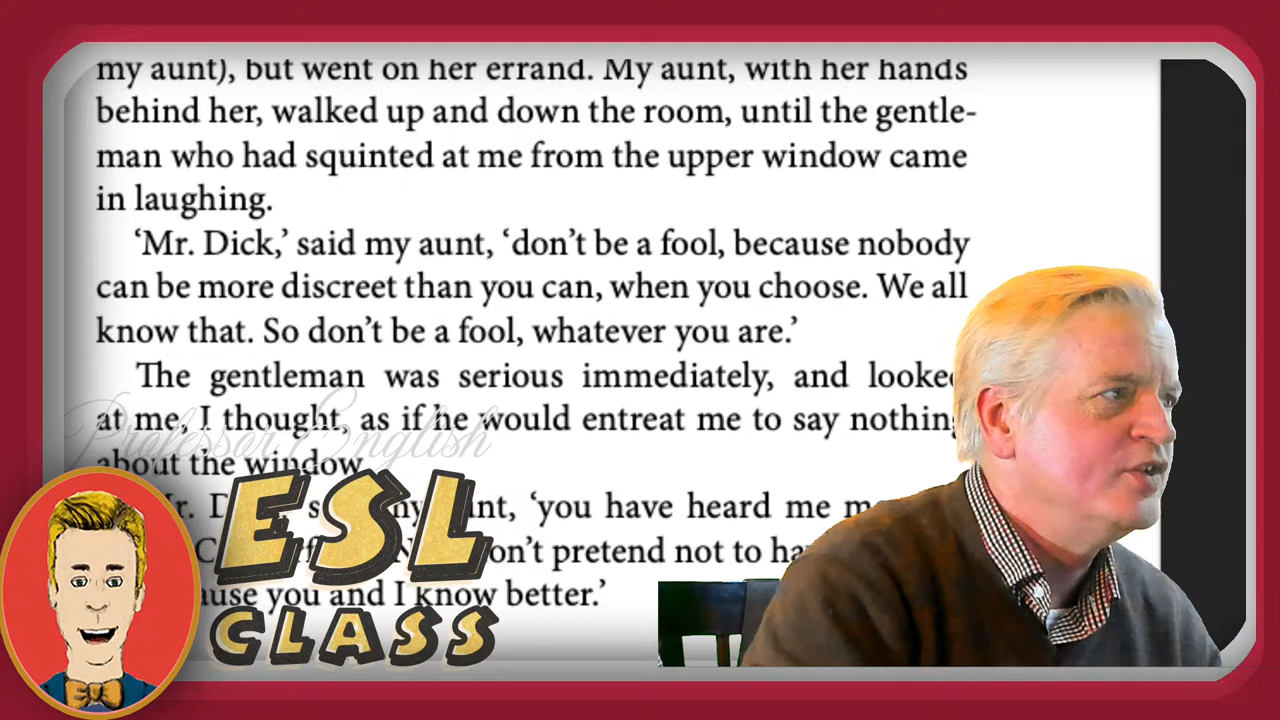 my aunt), but went on her errand. My aunt, with her hands
behind her, walked up and down the room, until the gentle-
man who had squinted at me from the upper window came
in laughing.
‘Mr. Dick,’ said my aunt, ‘don’t be a fool, because nobody
can be more discreet than you can, when you choose. We all
know that. So don’t be a fool, whatever you are.’
The gentleman was serious immediately, and looked
at me, I thought, as if he would entreat me to say nothing
about the window
my aunt, ‘you have heard me
don’t pretend not to
you and I know better.’
Professor English
ESL
CLASS